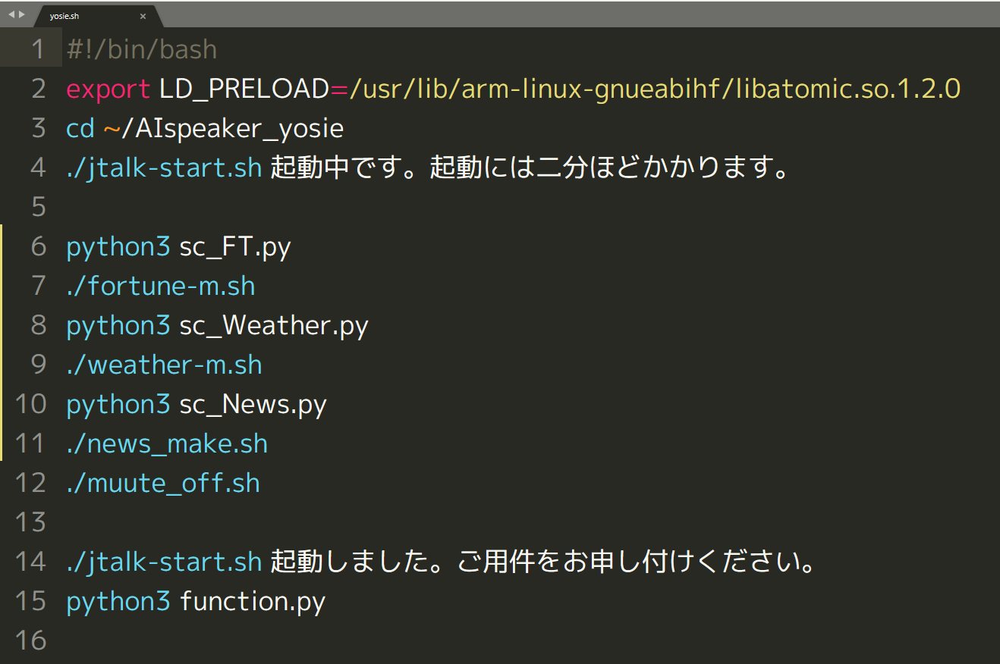 yosie.sh ×
1 #!/bin/bash
2 export LD_PRELOAD=/usr/lib/arm-linux-gnueabihf/libatomic.so.1.2.0
3 cd ~/AIspeaker_yosie
4 ./jtalk-start.sh 起動中です。起動には二分ほどかかります。
5
6 python3 sc_FT.py
7 ./fortune-m.sh
8 python3 sc_Weather.py
9 ./weather-m.sh
10 python3 sc_News.py
11 ./news_make.sh
12 ./muute_off.sh
13
14 ./jtalk-start.sh 起動しました。ご用件をお申し付けください。
15 python3 function.py
16